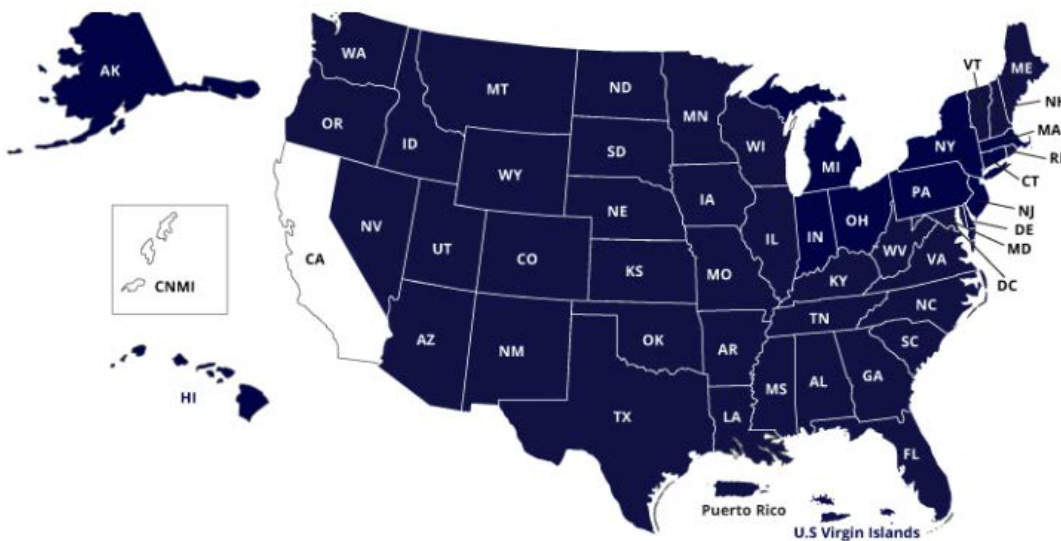 AK
WA
MT
ND
MN
VT
ME
NH
MA
OR
ID
SD
WI
MI
NY
RI
CT
WY
IA
PA
NJ
DE
NV
NE
IL
IN
OH
MD
CA
UT
CO
WV
VA
CNMI
KS
MO
KY
DC
NC
TN
AZ
NM
OK
AR
SC
HI
MS
AL
GA
TX
LA
FL
Puerto Rico
U.S Virgin Islands